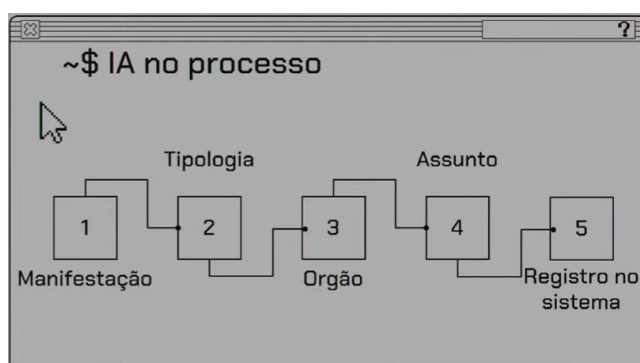 ?
~$ IA no processo
Tipologia
Assunto
1
2
3
4
5
Manifestação
Orgão
Registro no
sistema